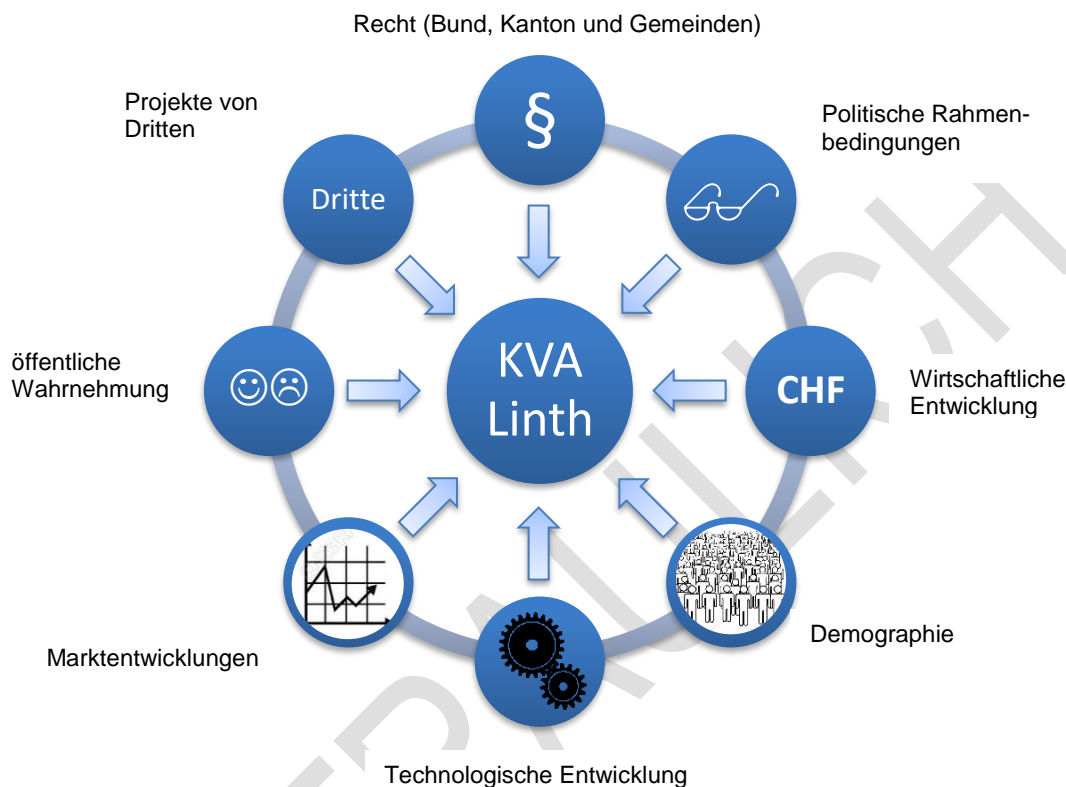 Recht (Bund, Kanton und Gemeinden)
§
Projekte von
Dritten
Dritte
Politische Rahmen-
bedingungen
öffentliche
Wahrnehmung
KVA
Linth
CHF
Wirtschaftliche
Entwicklung
Marktentwicklungen
Demographie
Technologische Entwicklung